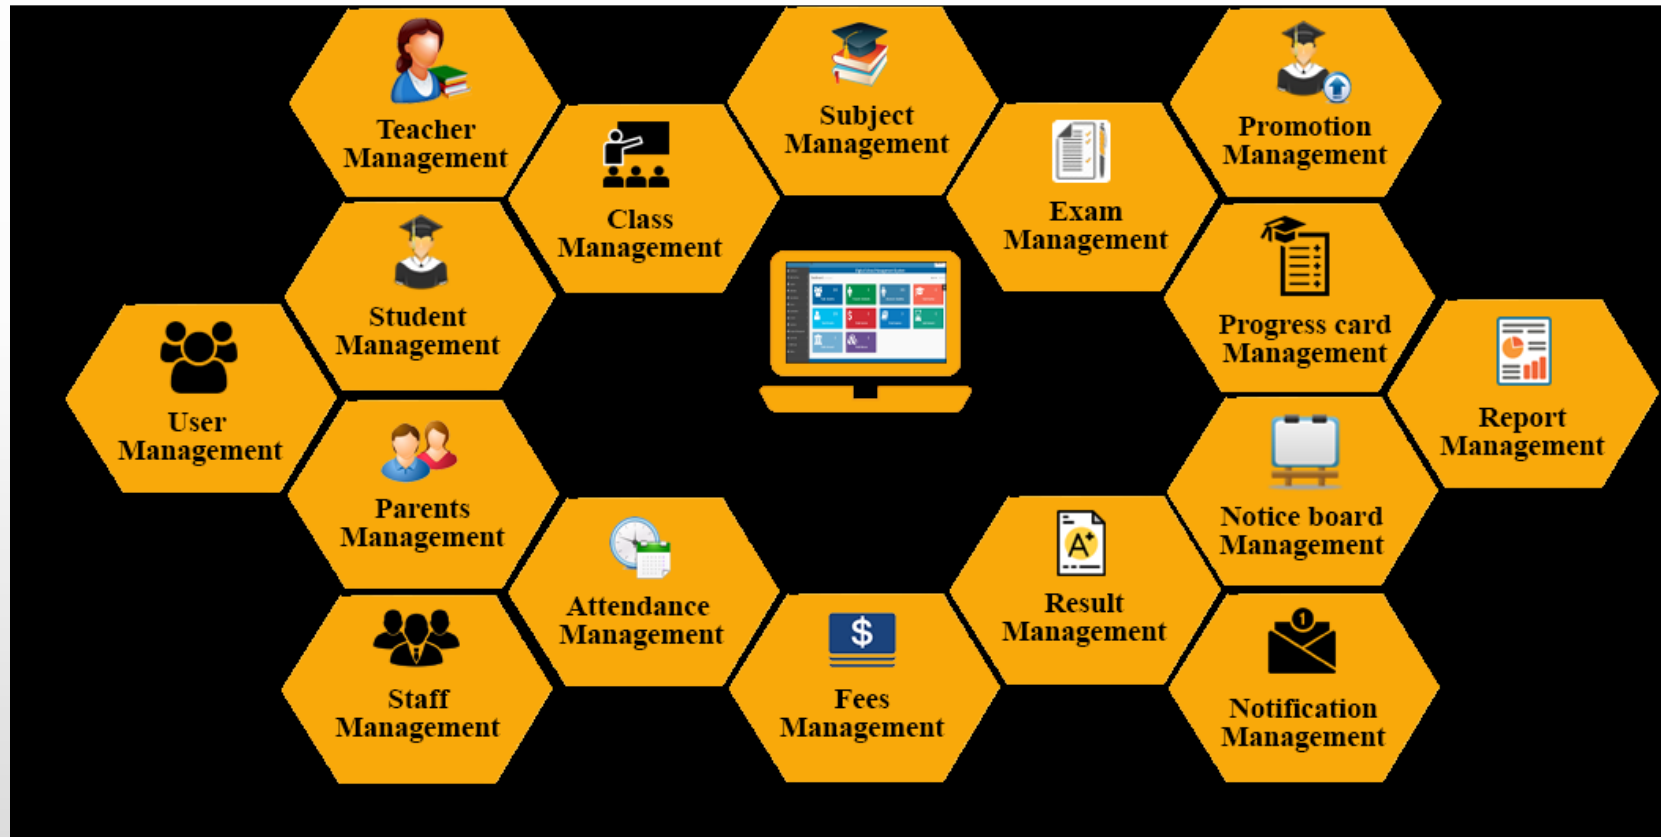 Teacher
Management
Subject
Management
Promotion
Management
Class
Management
Exam
Management
Student
Management
Progress card
Management
User
Management
Report
Management
Parents
Management
Notice board
Management
Attendance
Management
Result
Management
Staff
Management
$
Fees
Management
A+
1
Notification
Management